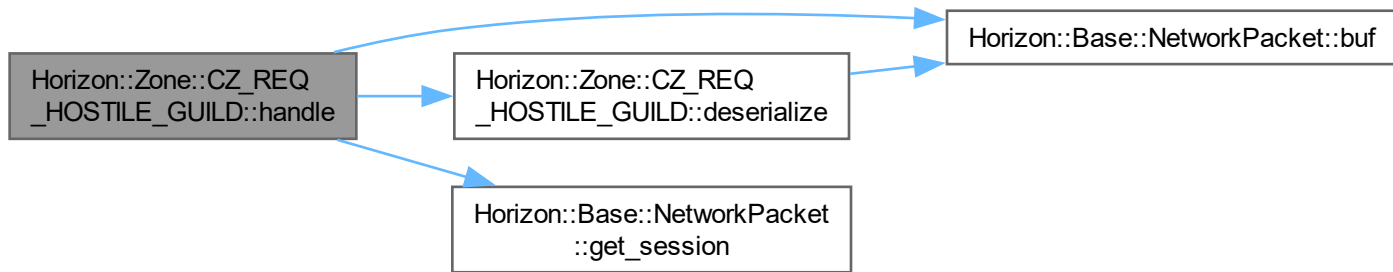 Horizon::Zone::CZ_REQ
_HOSTILE_GUILD::handle
Horizon::Zone::CZ_REQ
_HOSTILE_GUILD::deserialize
Horizon::Base::NetworkPacket::buf
Horizon::Base::NetworkPacket
::get_session